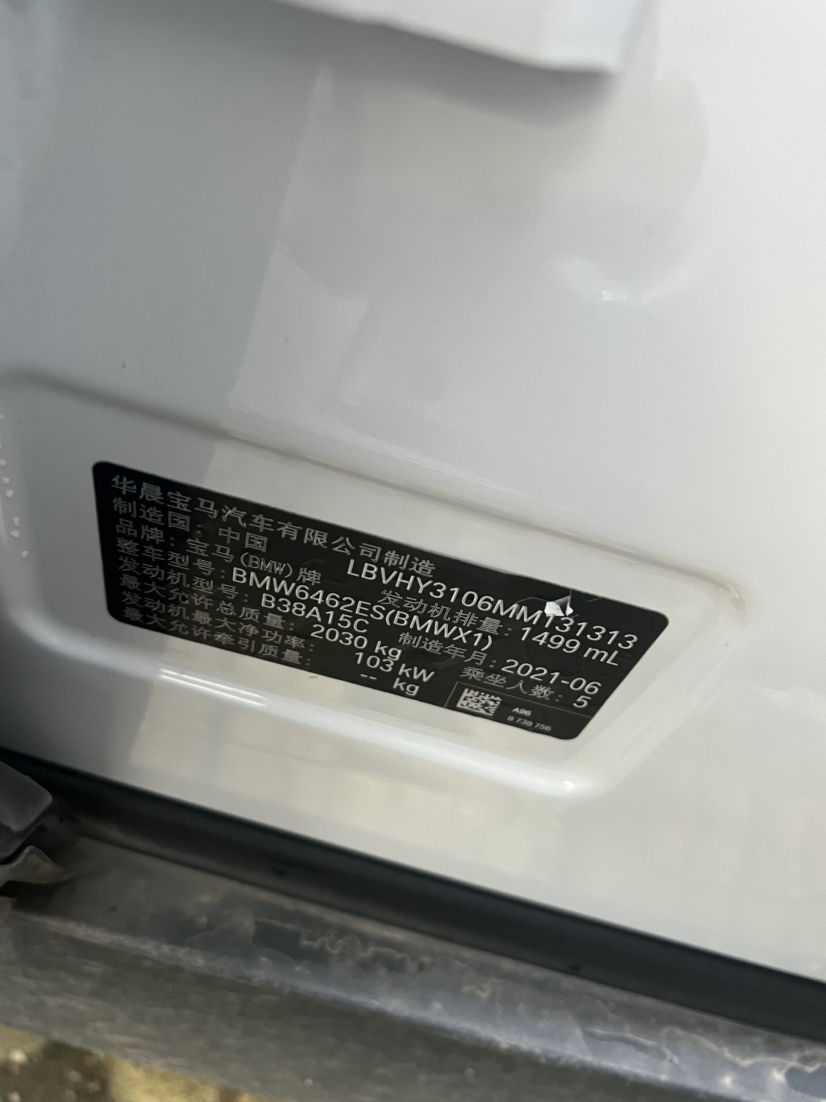 华晨宝马汽车有限公司制造
制造国：中国 LBVHY3106MM131313
品牌：宝马(BMW)牌 发动机排量：1499 mL
整车型号：BMW6462ES(BMWX1)
发动机型号：B38A15C 制造年月：2021-06
最大允许总质量：2030 kg 乘坐人数：5
发动机最大净功率：103 kW
最大允许牵引质量：-- kg
A96
8 738 756